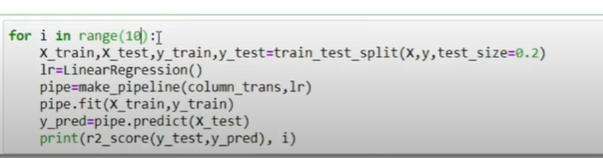 for i in range(10):
    X_train,X_test,y_train,y_test=train_test_split(X,y,test_size=0.2)
    lr=LinearRegression()
    pipe=make_pipeline(column_trans,lr)
    pipe.fit(X_train,y_train)
    y_pred=pipe.predict(X_test)
    print(r2_score(y_test,y_pred), i)